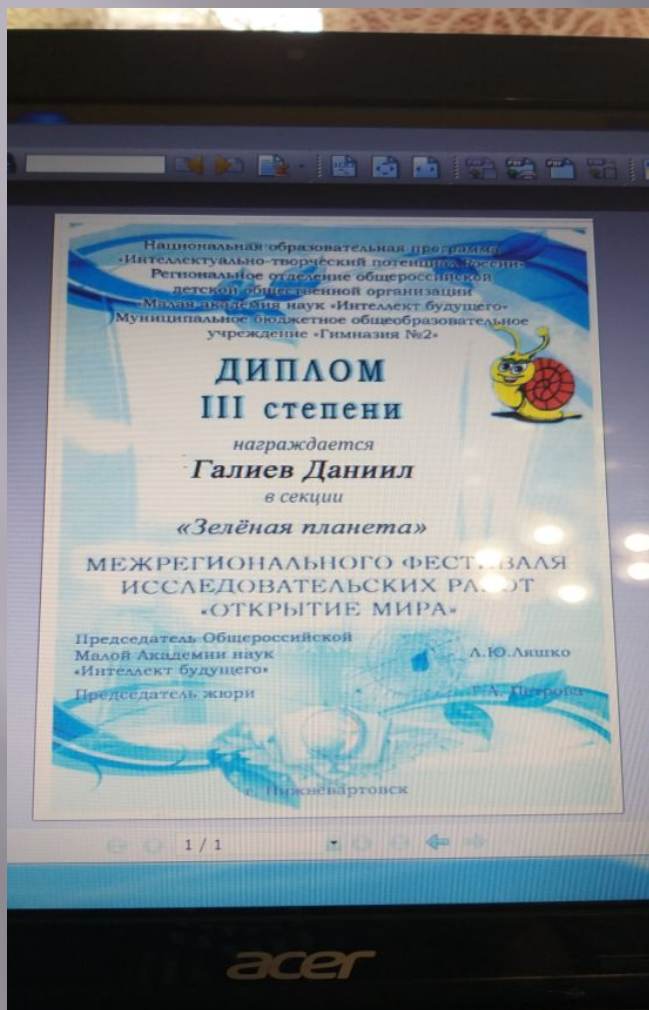 Национальная образовательная программа
«Интеллектуально-творческий потенциал России»
Региональное отделение общероссийской
детской общественной организации
«Малая академия наук «Интеллект будущего»
Муниципальное бюджетное общеобразовательное
учреждение «Гимназия №2»
ДИПЛОМ
III степени
награждается
Галиев Даниил
в секции
«Зелёная планета»
МЕЖРЕГИОНАЛЬНОГО ФЕСТИВАЛЯ
ИССЛЕДОВАТЕЛЬСКИХ РАБОТ
«ОТКРЫТИЕ МИРА»
Председатель Общероссийской
Малой Академии наук Л.Ю.Ляшко
«Интеллект будущего»
Председатель жюри Петрова
г. Нижневартовск
1 / 1
acer